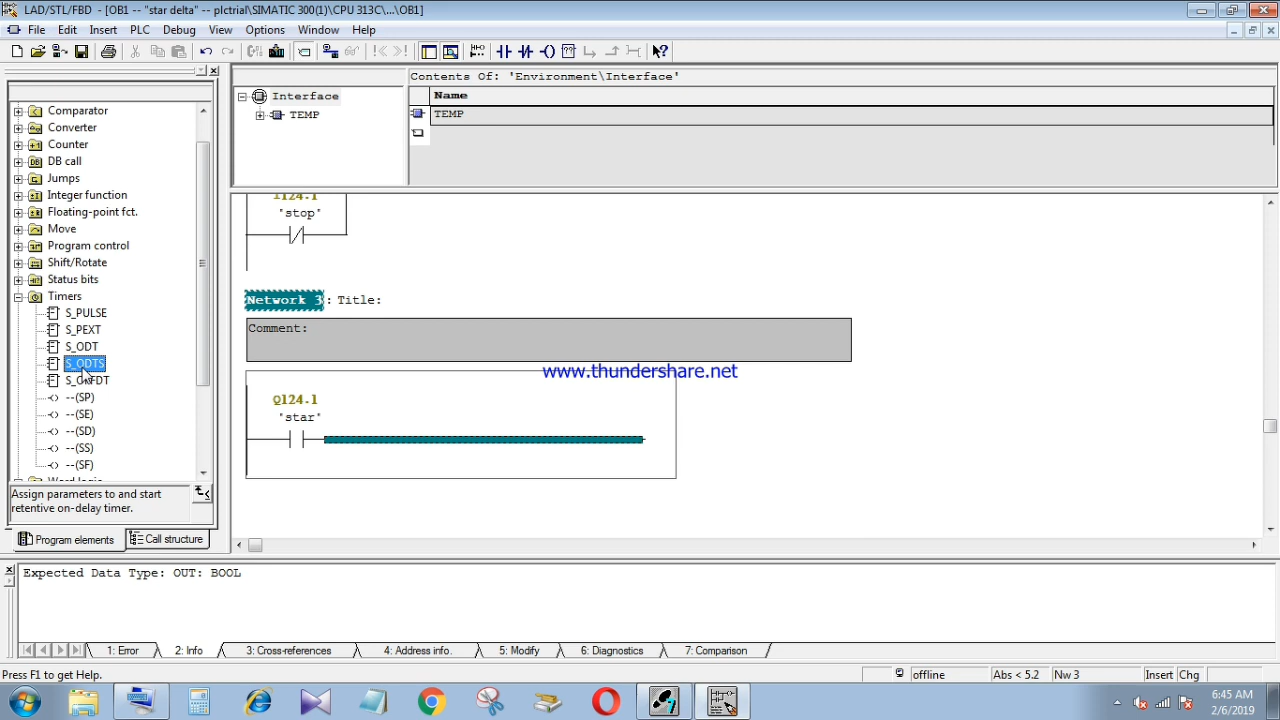 LAD/STL/FBD - [OB1 -- "star delta" -- plctrial\SIMATIC 300(1)\CPU 313C\...\OB1]
File Edit Insert PLC Debug View Options Window Help
Contents Of: 'Environment\Interface'
Interface
TEMP
Name
TEMP
Comparator
Converter
Counter
DB call
Jumps
Integer function
Floating-point fct.
Move
Program control
Shift/Rotate
Status bits
Timers
S_PULSE
S_PEXT
S_ODT
S_ODTS
S_OFFDT
--(SP)
--(SE)
--(SD)
--(SS)
--(SF)
Word logic
Assign parameters to and start
retentive on-delay timer.
Program elements
Call structure
I124.1
"stop"
Network 3 : Title:
Comment:
www.thundershare.net
Q124.1
"star"
Expected Data Type: OUT: BOOL
1: Error 2: Info 3: Cross-references 4: Address info. 5: Modify 6: Diagnostics 7: Comparison
Press F1 to get Help.
offline Abs < 5.2 Nw 3 Insert Chg
6:45 AM
2/6/2019